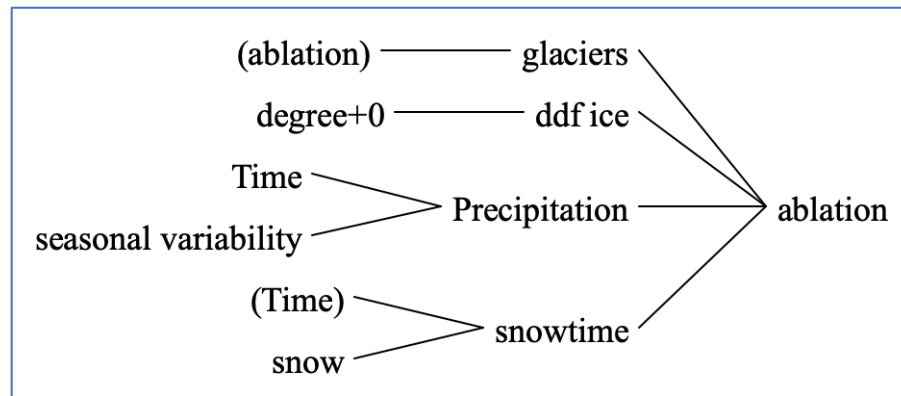 (ablation) glaciers
degree+0 ddf ice
Time
Precipitation ablation
seasonal variability
(Time)
snowtime
snow